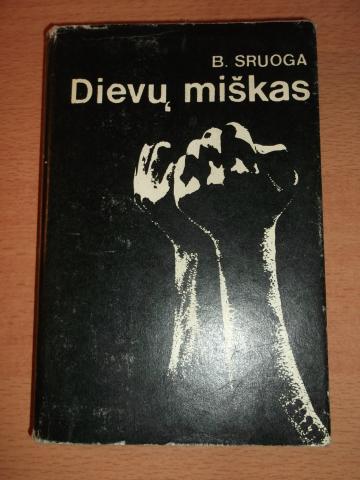 B. SRUOGA
Dievų miškas